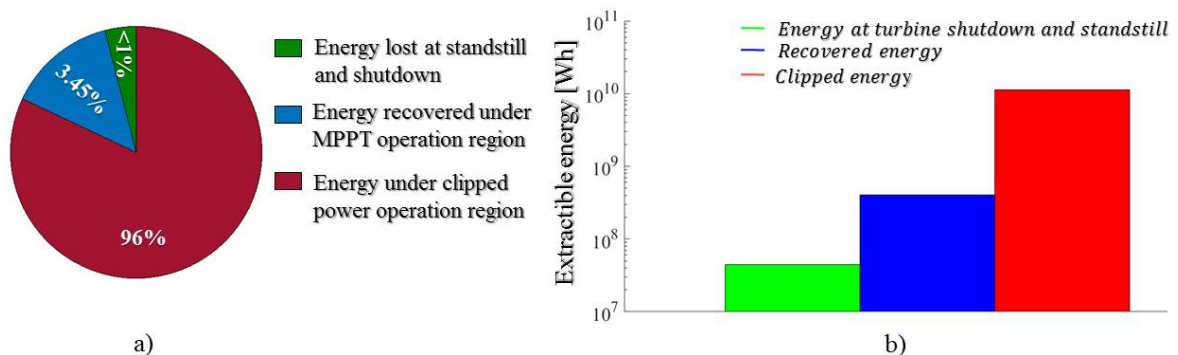 <1%
3.45%
96%
Energy lost at standstill
and shutdown
Energy recovered under
MPPT operation region
Energy under clipped
power operation region
a)
Extractible energy [Wh]
10¹¹
10¹⁰
10⁹
10⁸
10⁷
Energy at turbine shutdown and standstill
Recovered energy
Clipped energy
b)